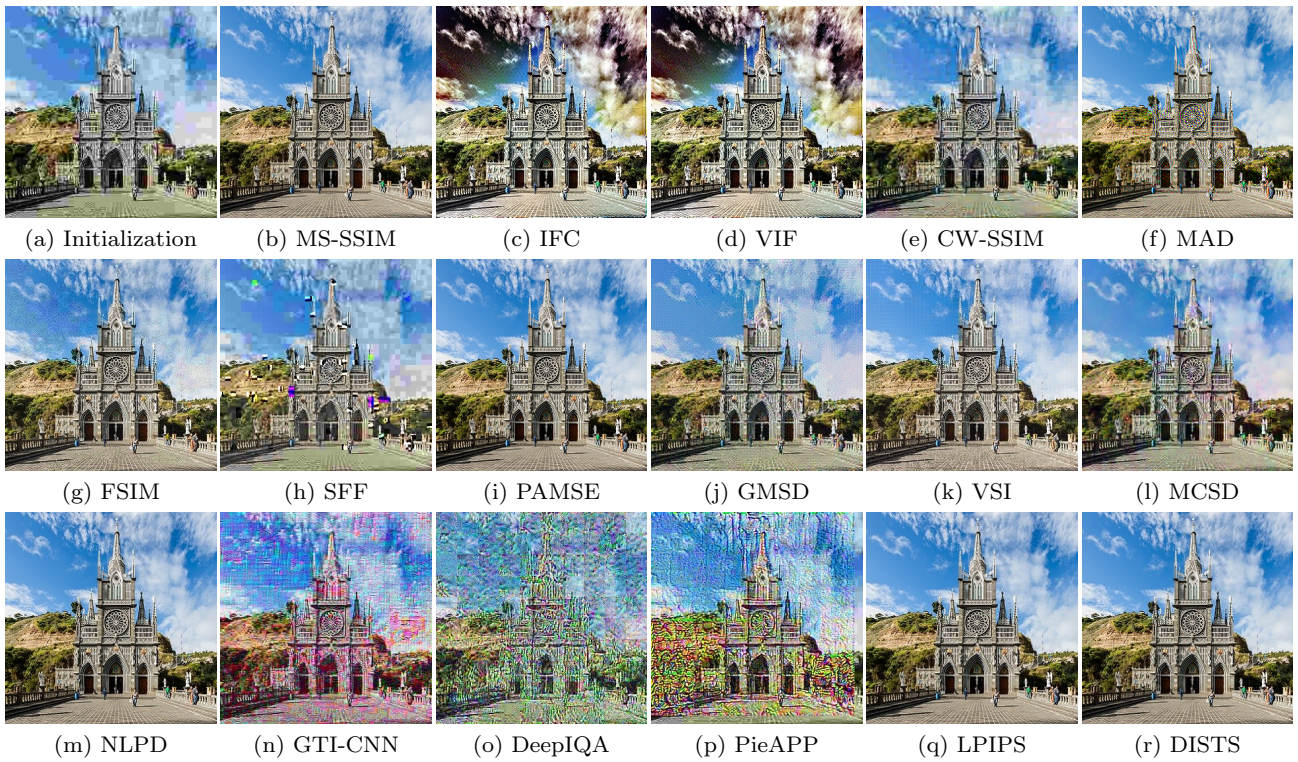 (a) Initialization (b) MS-SSIM (c) IFC (d) VIF (e) CW-SSIM (f) MAD
(g) FSIM (h) SFF (i) PAMSE (j) GMSD (k) VSI (l) MCSD
(m) NLPD (n) GTI-CNN (o) DeepIQA (p) PieAPP (q) LPIPS (r) DISTS